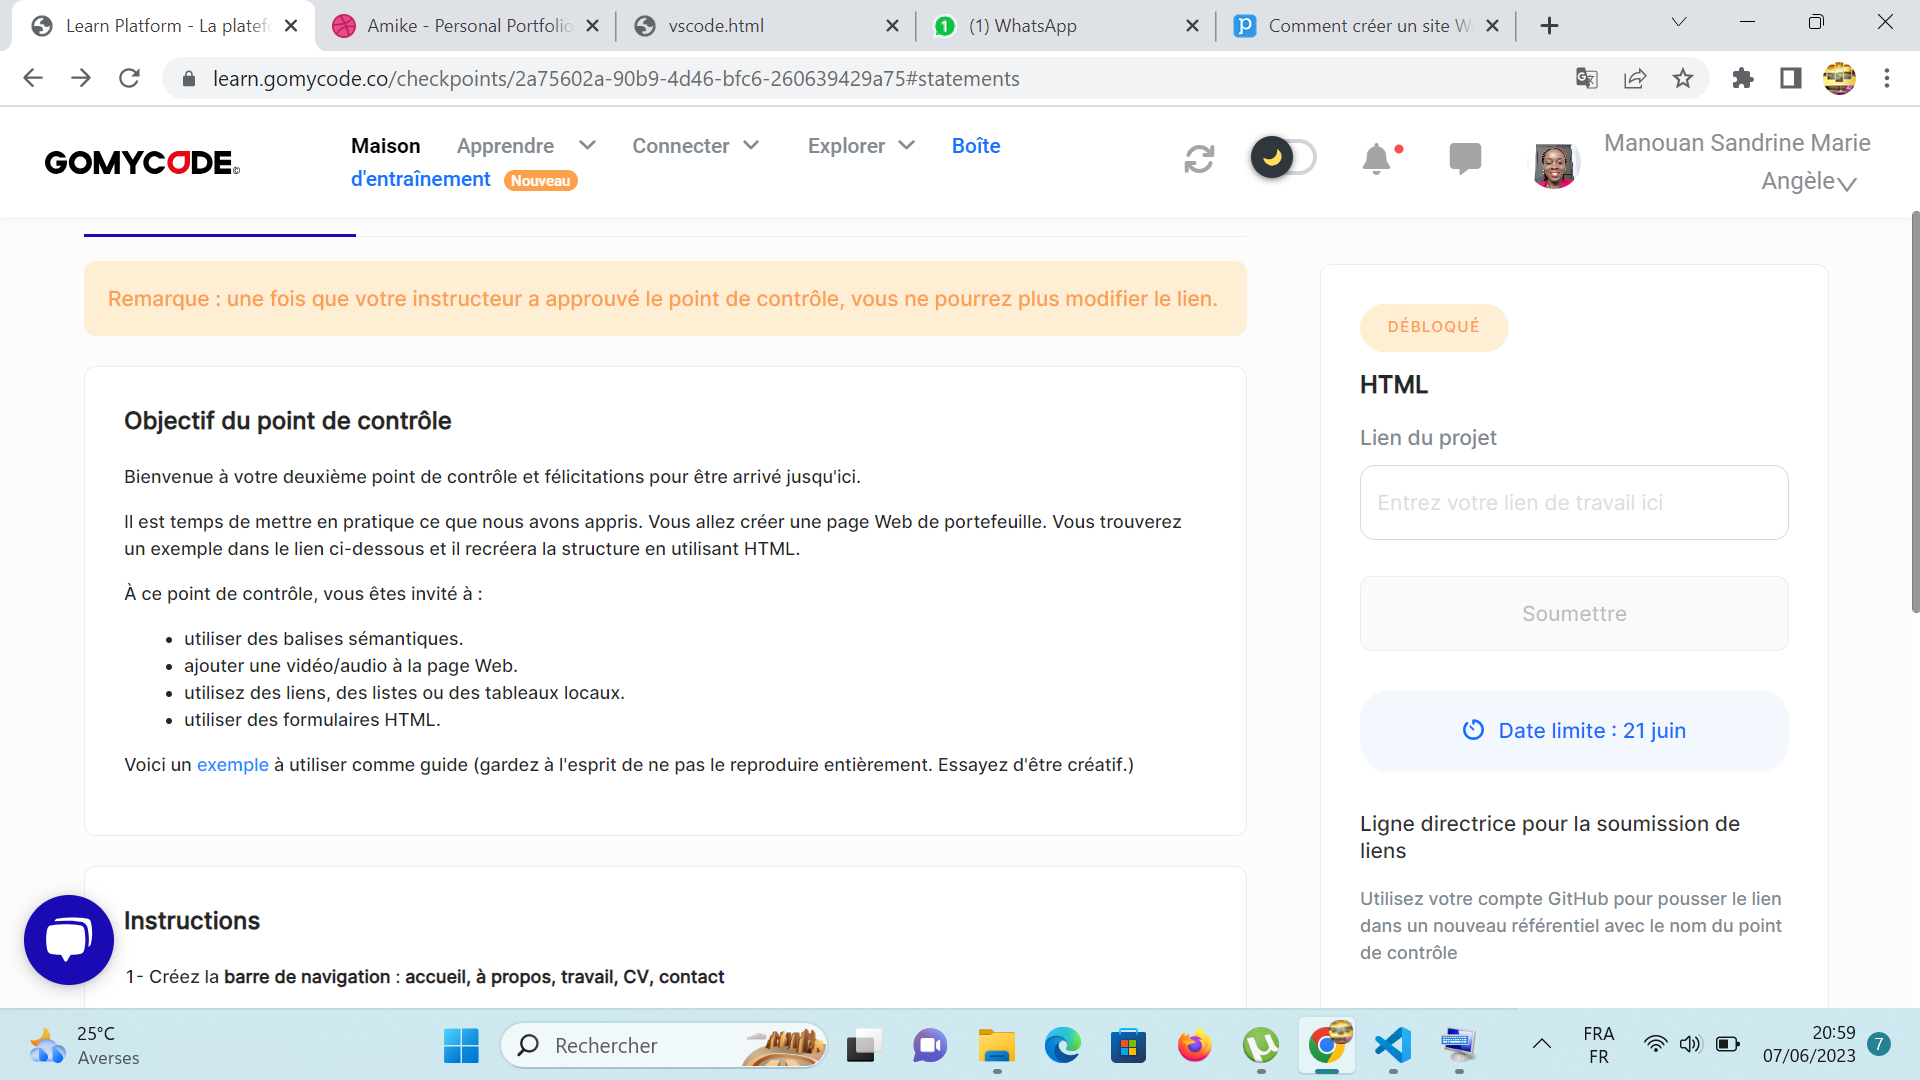 Learn Platform - La platef
Amike - Personal Portfolio
vscode.html
(1) WhatsApp
Comment créer un site W
learn.gomycode.co/checkpoints/2a75602a-90b9-4d46-bfc6-260639429a75#statements
GOMYCODE
Maison
Apprendre
Connecter
Explorer
Boîte
d'entraînement
Nouveau
Manouan Sandrine Marie
Angèle
Remarque : une fois que votre instructeur a approuvé le point de contrôle, vous ne pourrez plus modifier le lien.
Objectif du point de contrôle
Bienvenue à votre deuxième point de contrôle et félicitations pour être arrivé jusqu'ici.
Il est temps de mettre en pratique ce que nous avons appris. Vous allez créer une page Web de portefeuille. Vous trouverez
un exemple dans le lien ci-dessous et il recréera la structure en utilisant HTML.
À ce point de contrôle, vous êtes invité à :
• utiliser des balises sémantiques.
• ajouter une vidéo/audio à la page Web.
• utilisez des liens, des listes ou des tableaux locaux.
• utiliser des formulaires HTML.
Voici un exemple à utiliser comme guide (gardez à l'esprit de ne pas le reproduire entièrement. Essayez d'être créatif.)
Instructions
1- Créez la barre de navigation : accueil, à propos, travail, CV, contact
DÉBLOQUÉ
HTML
Lien du projet
Entrez votre lien de travail ici
Soumettre
Date limite : 21 juin
Ligne directrice pour la soumission de
liens
Utilisez votre compte GitHub pour pousser le lien
dans un nouveau référentiel avec le nom du point
de contrôle
25°C
Averses
Rechercher
FRA
FR
20:59
07/06/2023
7